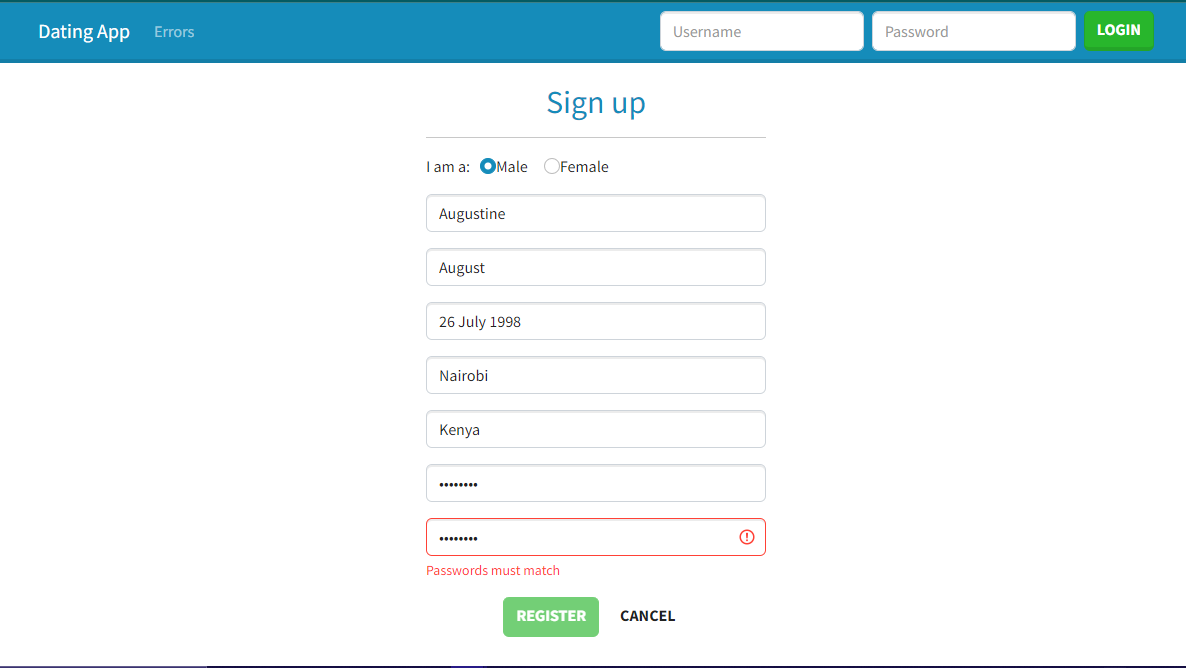 Dating App Errors Username Password LOGIN
Sign up
I am a: Male Female
Augustine
August
26 July 1998
Nairobi
Kenya
••••••••
••••••••
Passwords must match
REGISTER CANCEL